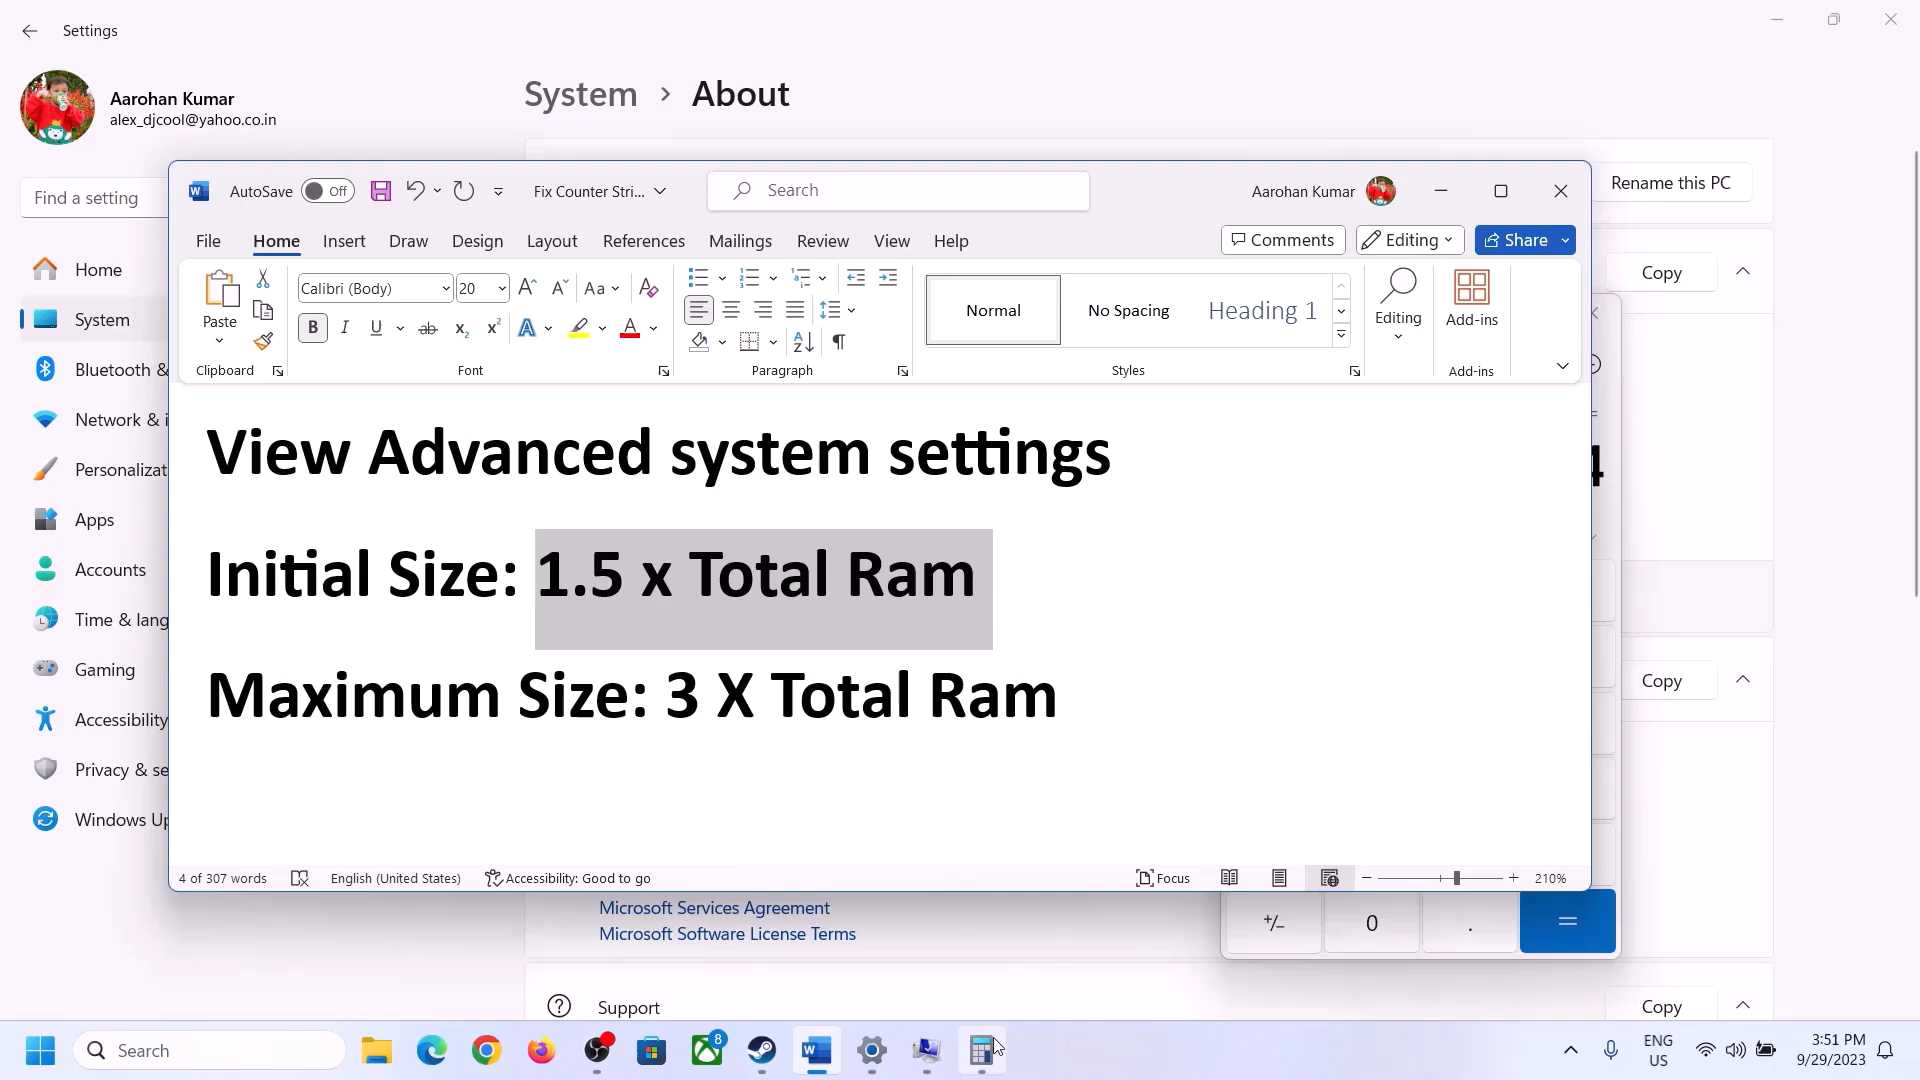 Settings
Aarohan Kumar
alex_djcool@yahoo.co.in
System > About
Find a setting
Rename this PC
Home
System
Bluetooth &
Network & i
Personalizat
Apps
Accounts
Time & lang
Gaming
Accessibility
Privacy & se
Windows Up
AutoSave Off
Fix Counter Stri...
Search
Aarohan Kumar
File Home Insert Draw Design Layout References Mailings Review View Help
Comments Editing Share
Paste
Calibri (Body) 20
Normal
No Spacing
Heading 1
Editing
Add-ins
Clipboard Font Paragraph Styles Add-ins
Copy
View Advanced system settings
Initial Size: 1.5 x Total Ram
Maximum Size: 3 X Total Ram
Copy
4 of 307 words English (United States) Accessibility: Good to go
Focus 210%
Microsoft Services Agreement
Microsoft Software License Terms
+/− 0 . =
Support
Copy
Search
8
ENG
US
3:51 PM
9/29/2023